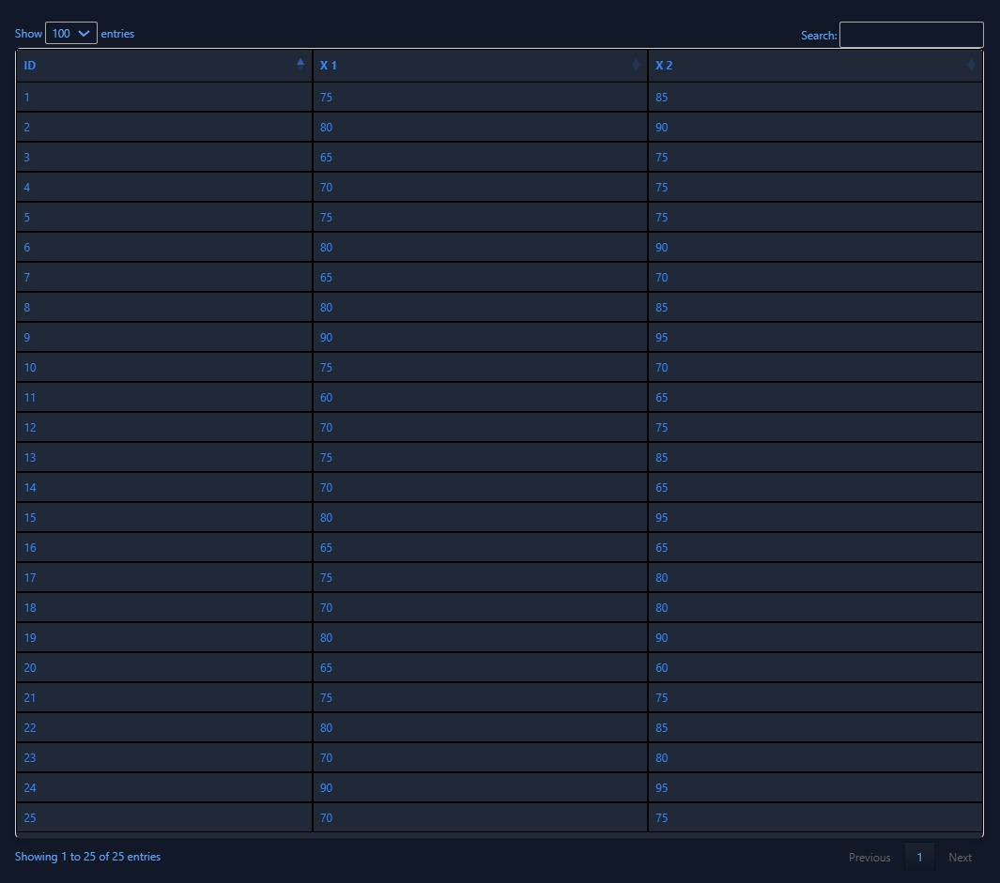 Show 100 entries Search:
ID X 1 X 2
1 75 85
2 80 90
3 65 75
4 70 75
5 75 75
6 80 90
7 65 70
8 80 85
9 90 95
10 75 70
11 60 65
12 70 75
13 75 85
14 70 65
15 80 95
16 65 65
17 75 80
18 70 80
19 80 90
20 65 60
21 75 75
22 80 85
23 70 80
24 90 95
25 70 75
Showing 1 to 25 of 25 entries Previous 1 Next